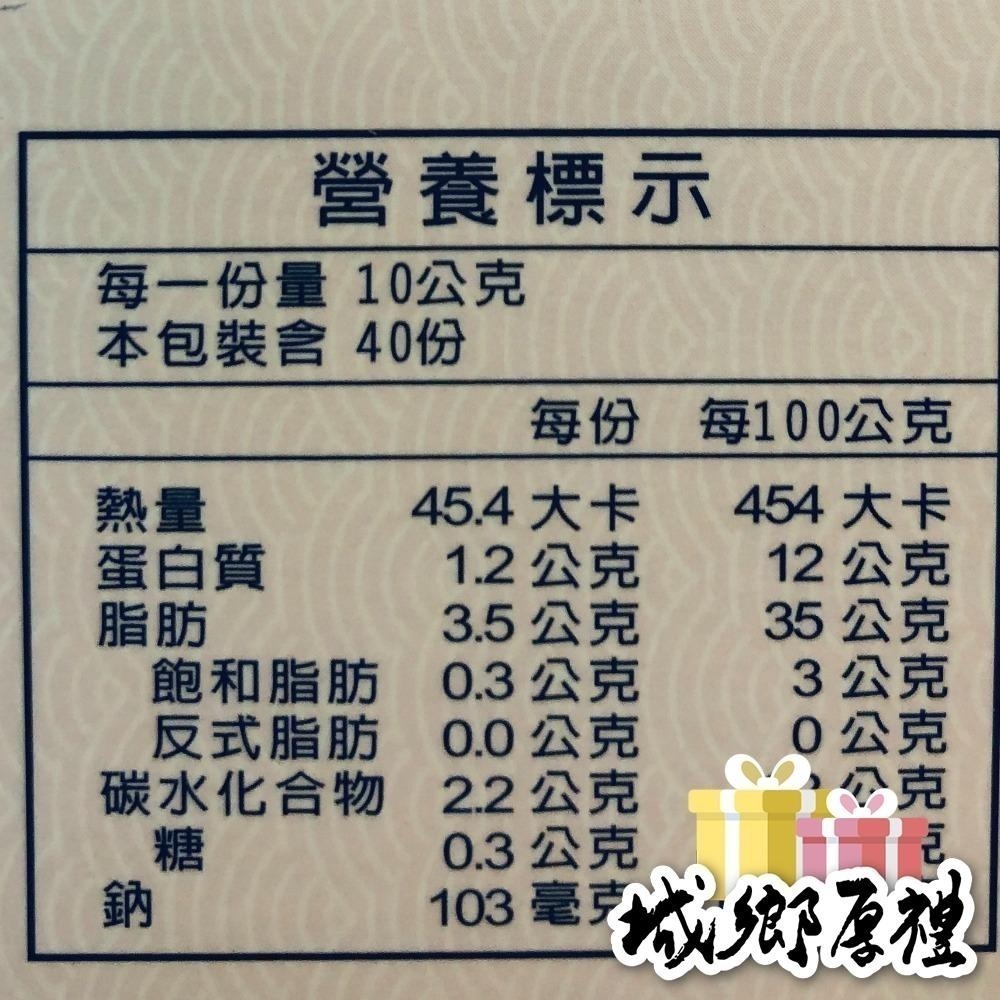 營養標示
每一份量 10公克
本包裝含 40份
每份 每100公克
熱量 45.4 大卡 454 大卡
蛋白質 1.2 公克 12 公克
脂肪 3.5 公克 35 公克
飽和脂肪 0.3 公克 3 公克
反式脂肪 0.0 公克 0 公克
碳水化合物 2.2 公克 公克
糖 0.3 公克 克
鈉 103 毫克
城鄉厚禮